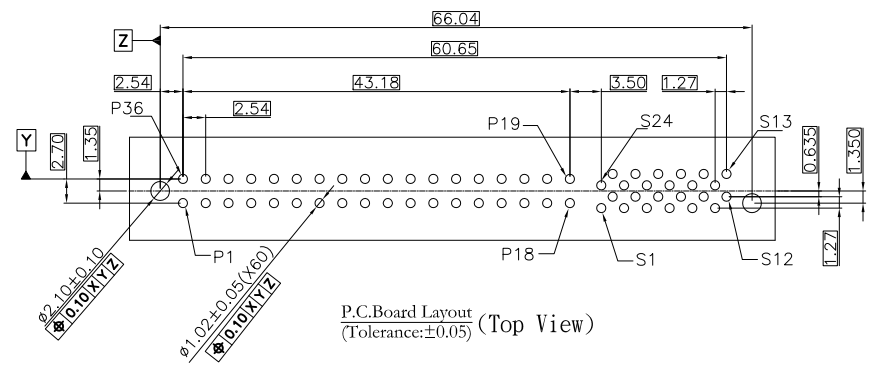 66.04
Z
60.65
2.54
43.18
3.50
1.27
P36
2.54
P19
S24
S13
Y
2.70
1.35
0.635
1.350
P1
P18
S1
S12
1.27
ø2.10±0.10
⌖ 0.10 X Y Z
ø1.02±0.05(X60)
⌖ 0.10 X Y Z
P.C.Board Layout
(Tolerance:±0.05) (Top View)